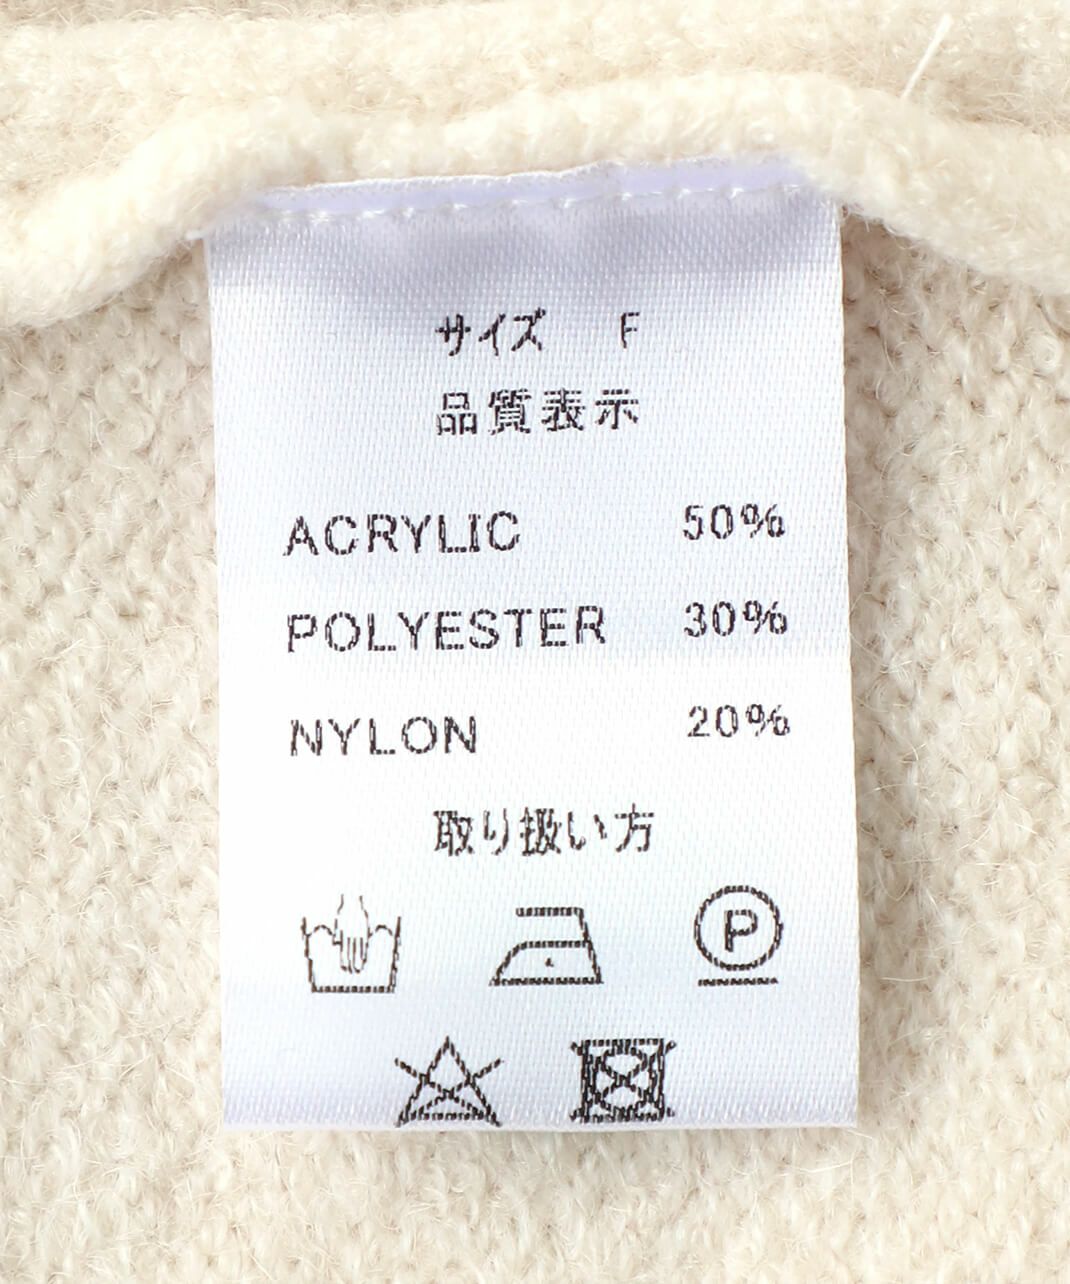 サイズ F
品質表示
ACRYLIC 50%
POLYESTER 30%
NYLON 20%
取り扱い方
P